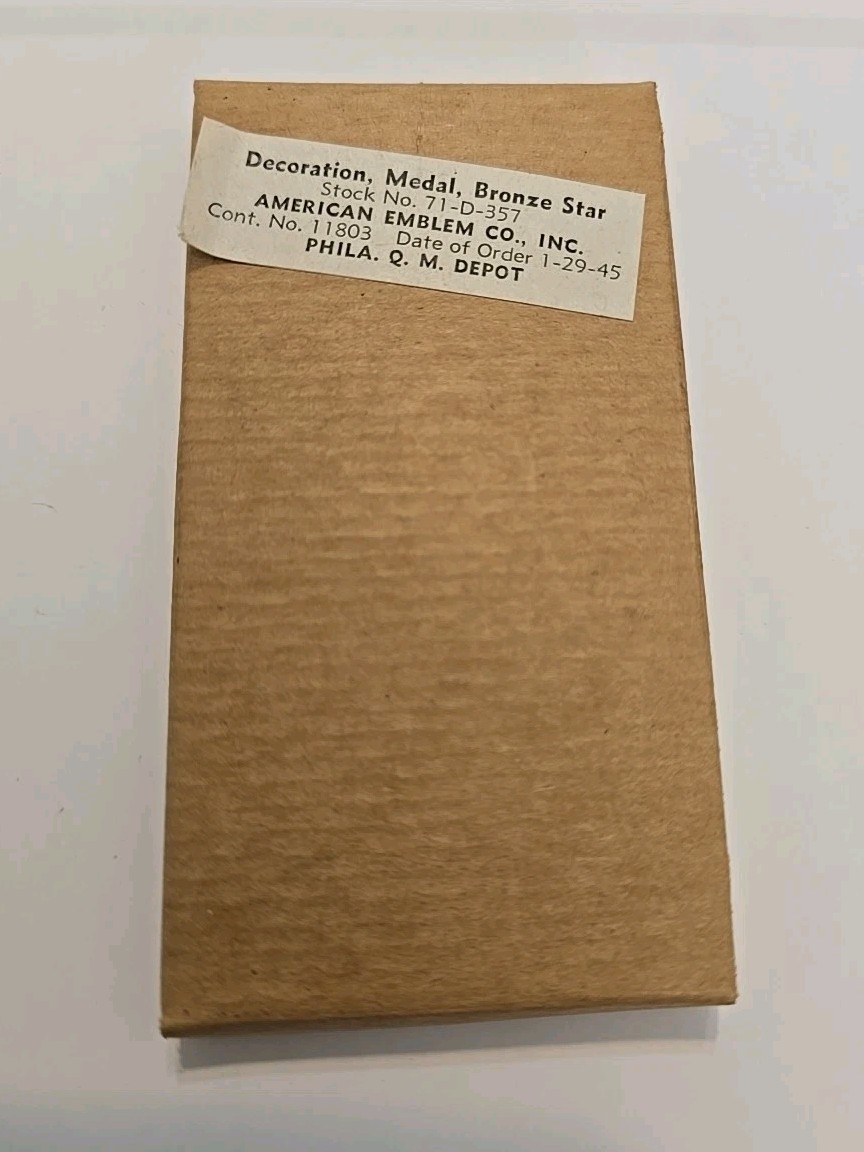 Decoration, Medal, Bronze Star
Stock No. 71-D-357
AMERICAN EMBLEM CO., INC.
Cont. No. 11803 Date of Order 1-29-45
PHILA. Q. M. DEPOT